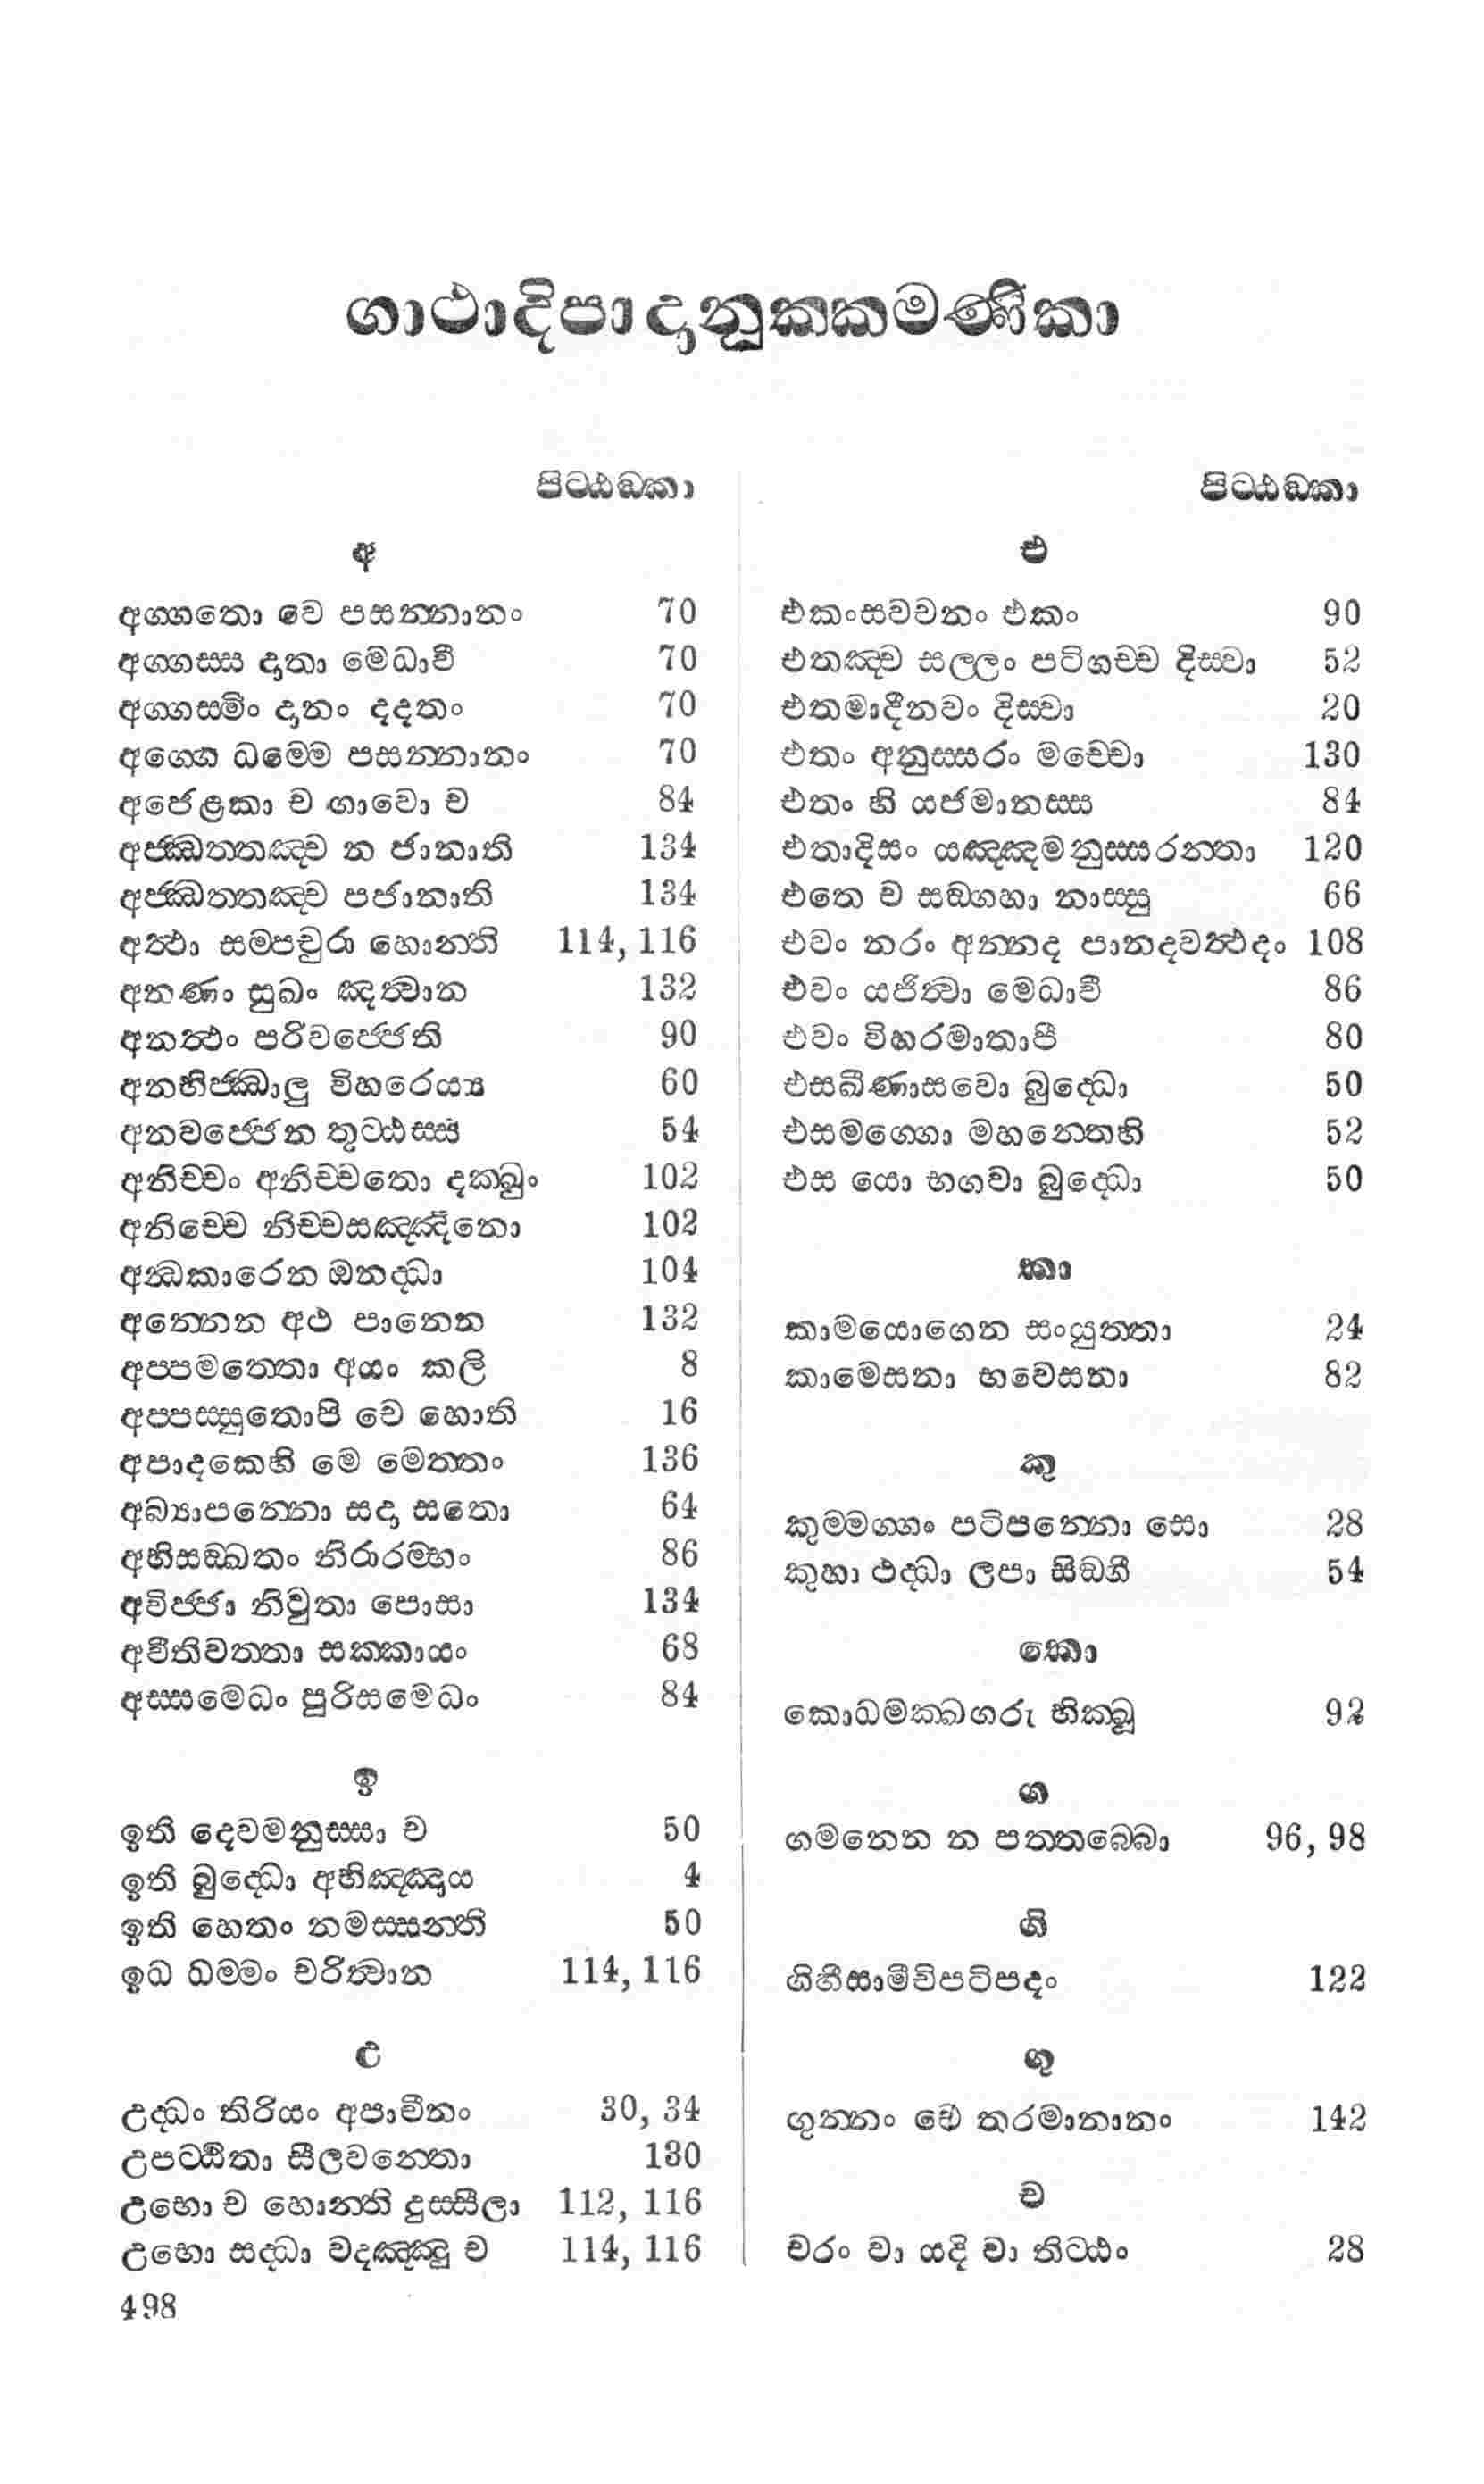 ගාථාදිපාදානුක්කමණිකා
පිට්ඨඞ්කා
අ
අග්ගතො වෙ පසන්නානං 70
අග්ගස්ස දාතා මෙධාවී 70
අග්ගස්මිං දානං දදතං 70
අග්ගෙ ධම්මෙ පසන්නානං 70
අජෙළකා ච ගාවො ච 84
අජ්ඣත්තඤ්ච න ජානාති 134
අජ්ඣත්තඤ්ච පජානාති 134
අත්ථා සම්පචුරා හොන්ති 114, 116
අනණං සුඛං ඤත්වාන 132
අනත්ථං පරිවජ්ජෙති 90
අනභිජ්ඣාලු විහරෙය්‍ය 60
අනවජ්ජෙන තුට්ඨස්ස 54
අනිච්චං අනිච්චතො දක්ඛුං 102
අනිච්චෙ නිච්චසඤ්ඤිනො 102
අන්ධකාරෙන ඔනද්ධා 104
අන්නෙන අථ පානෙන 132
අප්පමත්තො අයං කලි 8
අප්පස්සුතොපි චෙ හොති 16
අපාදකෙහි මෙ මෙත්තං 136
අබ්‍යාපන්නො සදා සතො 64
අභිසඞ්ඛතං නිරාරම්භං 86
අවිජ්ජා නිවුතා පොසා 134
අවීතිවත්තා සක්කායං 68
අස්සමෙධං පුරිසමෙධං 84
ඉ
ඉති දෙවමනුස්සා ච 50
ඉති බුද්ධො අභිඤ්ඤාය 4
ඉති හෙතං නමස්සන්ති 50
ඉධ ධම්මං චරිත්වාන 114, 116
උ
උද්ධං තිරියං අපාචීනං 30, 34
උපට්ඨිතා සීලවන්තො 130
උභො ච හොන්ති දුස්සීලා 112, 116
උභො සද්ධා වදඤ්ඤූ ච 114, 116
498
පිට්ඨඞ්කා
එ
එකංසවචනං එකං 90
එතඤ්ච සල්ලං පටිගච්ච දිස්වා 52
එතමාදීනවං දිස්වා 20
එතං අනුස්සරං මච්චො 130
එතං හි යජමානස්ස 84
එතාදිසං යඤ්ඤමනුස්සරන්තා 120
එතෙ ච සඞ්ගහා නාස්සු 66
එවං නරං අන්නද පානදවත්ථදං 108
එවං යජිත්වා මෙධාවී 86
එවං විහරමානාපි 80
එසඛීණාසවො බුද්ධො 50
එසමග්ගො මහන්තෙහි 52
එස යො භගවා බුද්ධො 50
කා
කාමයොගෙන සංයුත්තා 24
කාමෙසනා භවෙසනා 82
කු
කුම්මග්ගං පටිපන්නො සො 28
කුහා ථද්ධා ලපා සිඞ්ගී 54
කො
කොධමක්ඛගරු භික්ඛූ 92
ග
ගමනෙන න පත්තබ්බො 96, 98
ගි
ගිහීසාමීචිපටිපදං 122
ගු
ගුන්නං චෙ තරමානානං 142
ච
චරං වා යදි වා තිට්ඨං 28